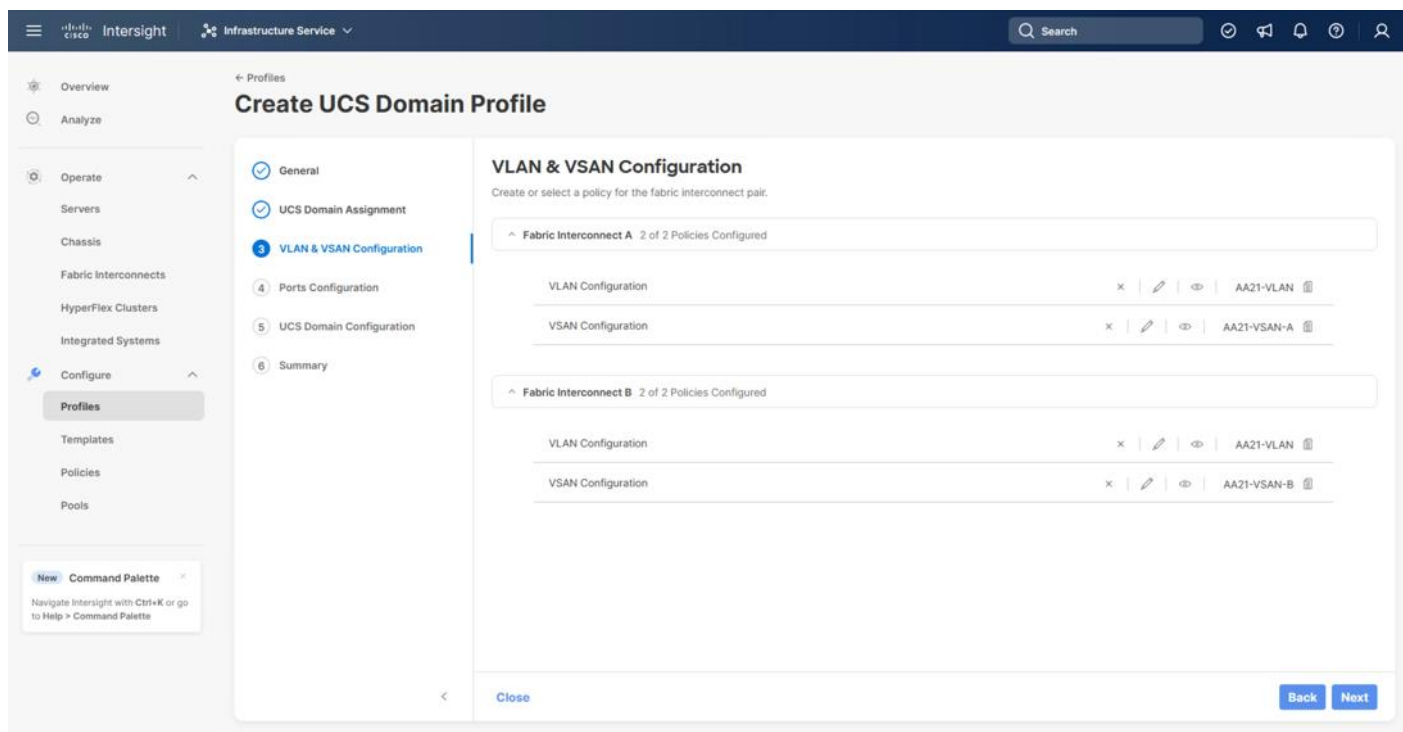 cisco Intersight
Infrastructure Service
Search
Overview
Analyze
Operate
Servers
Chassis
Fabric Interconnects
HyperFlex Clusters
Integrated Systems
Configure
Profiles
Templates
Policies
Pools
New Command Palette
Navigate Intersight with Ctrl+K or go
to Help > Command Palette
← Profiles
Create UCS Domain Profile
General
UCS Domain Assignment
3 VLAN & VSAN Configuration
4 Ports Configuration
5 UCS Domain Configuration
6 Summary
VLAN & VSAN Configuration
Create or select a policy for the fabric interconnect pair.
Fabric Interconnect A 2 of 2 Policies Configured
VLAN Configuration AA21-VLAN
VSAN Configuration AA21-VSAN-A
Fabric Interconnect B 2 of 2 Policies Configured
VLAN Configuration AA21-VLAN
VSAN Configuration AA21-VSAN-B
Close
Back
Next